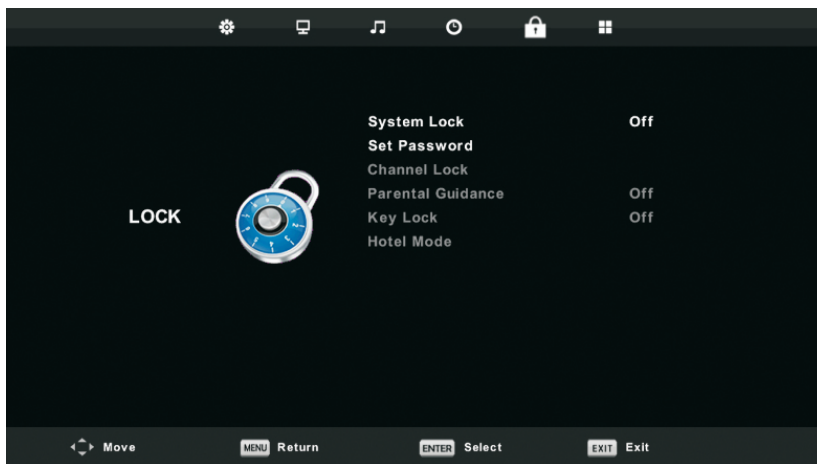 System Lock Off
Set Password
Channel Lock
Parental Guidance Off
LOCK
Key Lock Off
Hotel Mode
Move MENU Return ENTER Select EXIT Exit